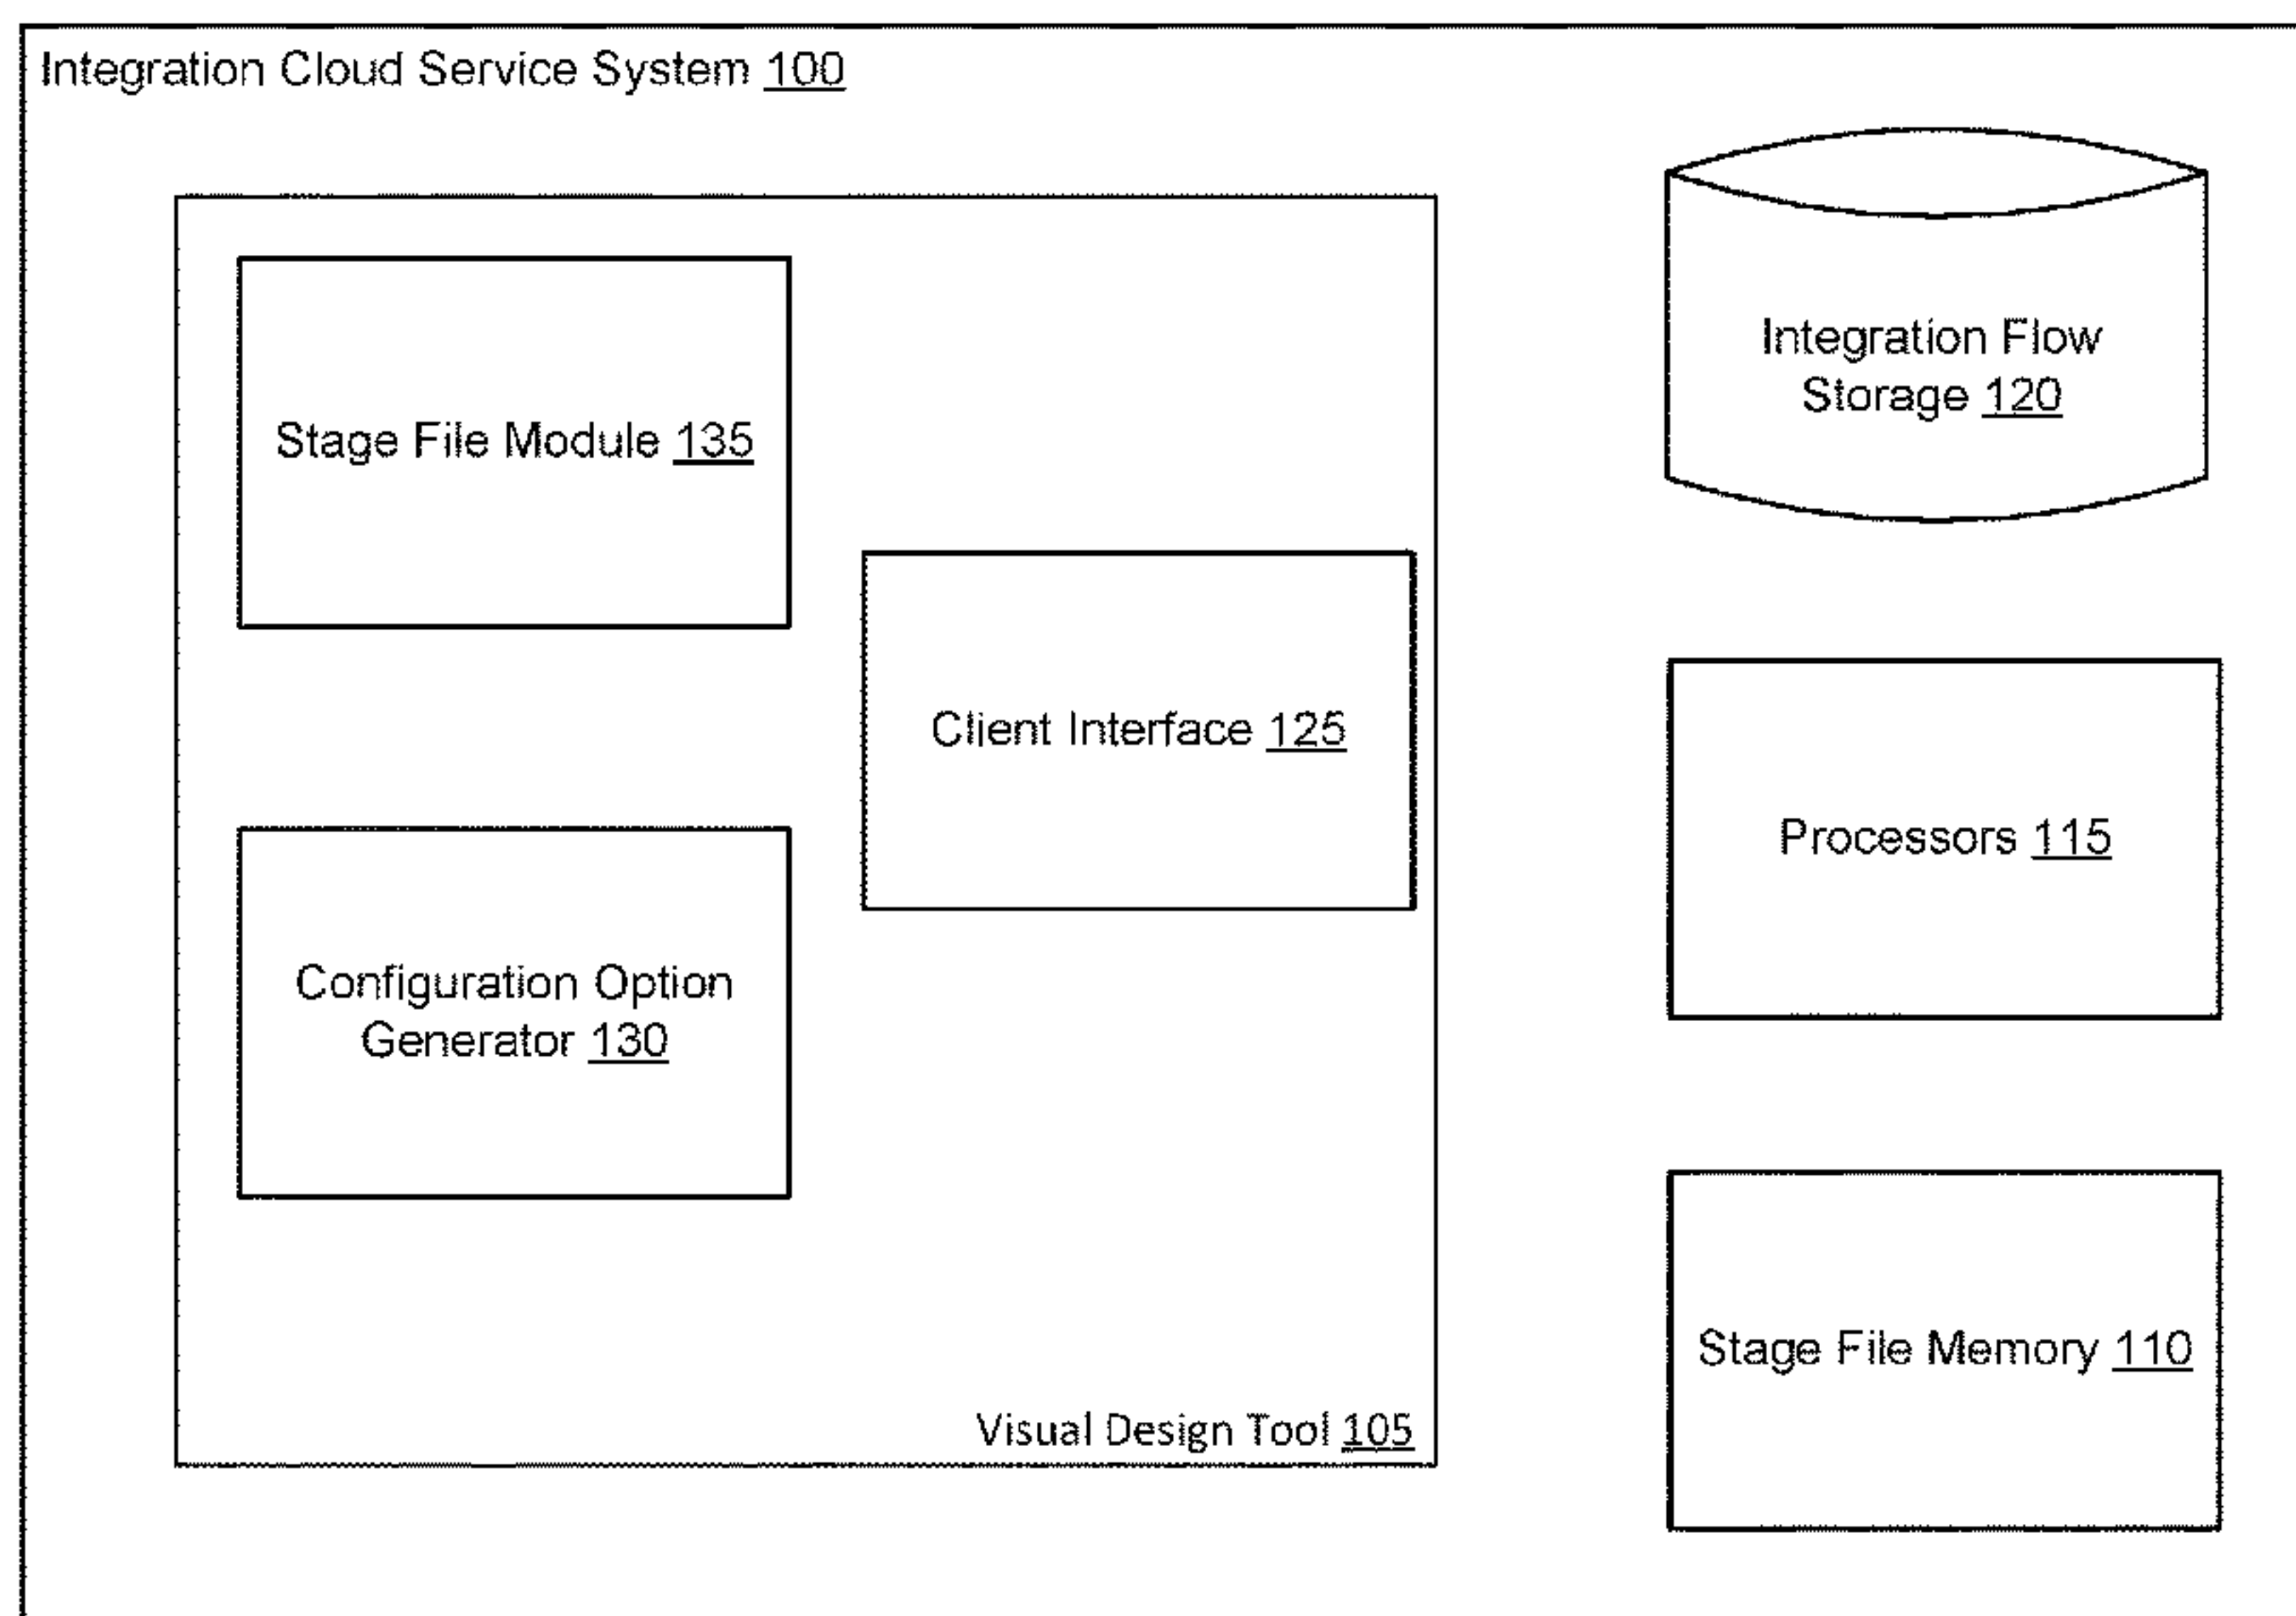 Integration Cloud Service System 100
Stage File Module 135
Client Interface 125
Configuration Option
Generator 130
Visual Design Tool 105
Integration Flow
Storage 120
Processors 115
Stage File Memory 110